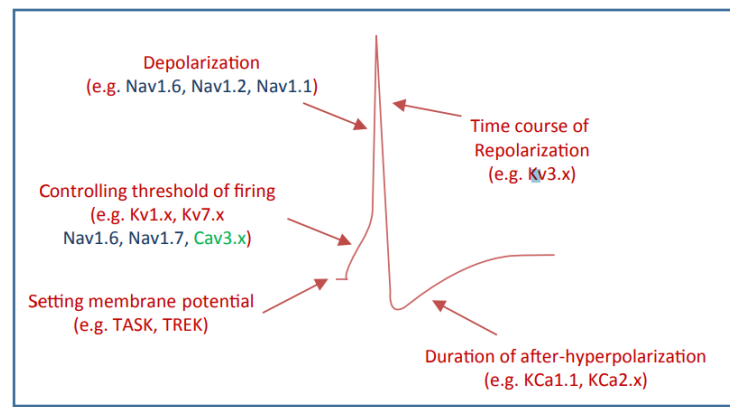 Depolarization
(e.g. Nav1.6, Nav1.2, Nav1.1)
Time course of
Repolarization
(e.g. Kv3.x)
Controlling threshold of firing
(e.g. Kv1.x, Kv7.x
Nav1.6, Nav1.7, Cav3.x)
Setting membrane potential
(e.g. TASK, TREK)
Duration of after-hyperpolarization
(e.g. KCa1.1, KCa2.x)